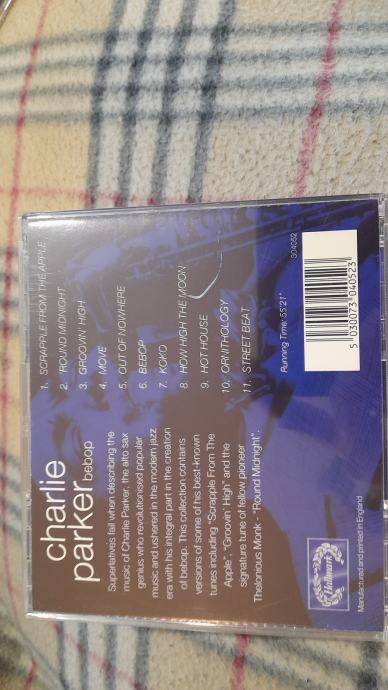 charlie
parker bebop
Superlatives fail when describing the
music of Charlie Parker, the alto sax
genius who revolutionised popular
music and ushered in the modern jazz
era with his integral part in the creation
of bebop. This collection contains
versions of some of his best-known
tunes including "Scrapple From The
Apple", "Groovin' High", and the
signature tune of fellow pioneer
Thelonious Monk - "Round Midnight".
1. SCRAPPLE FROM THE APPLE
2. 'ROUND MIDNIGHT
3. GROOVIN' HIGH
4. MOVE
5. OUT OF NOWHERE
6. BEBOP
7. KOKO
8. HOW HIGH THE MOON
9. HOT HOUSE
10. ORNITHOLOGY
11. STREET BEAT
Running Time: 55'21"
304052
5 030073 040523
Hallmark
Manufactured and printed in England